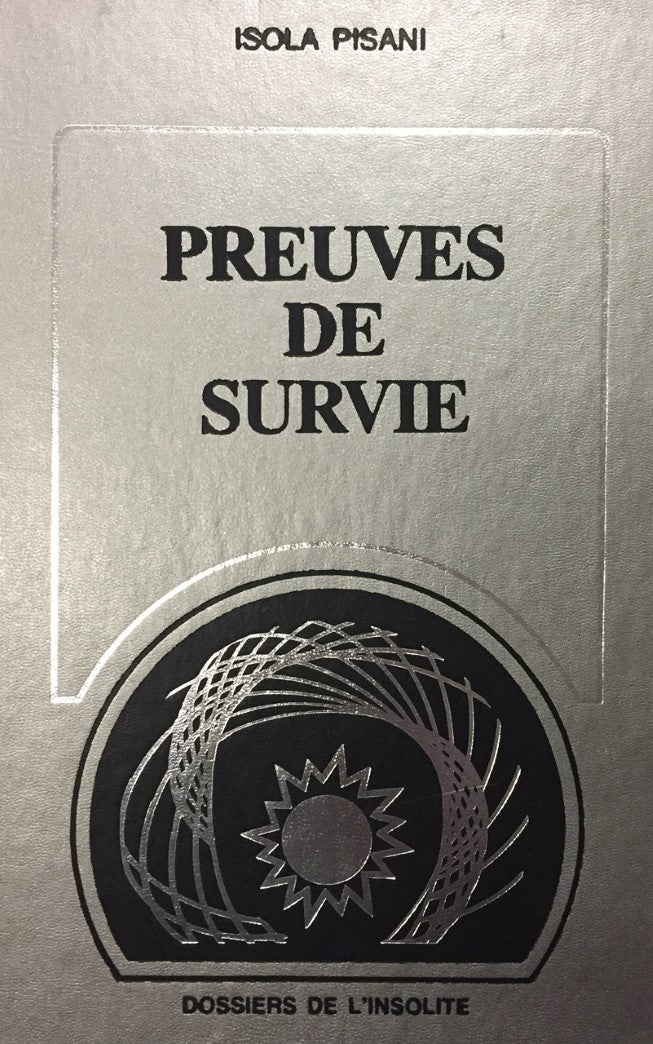 ISOLA PISANI
PREUVES
DE
SURVIE
DOSSIERS DE L'INSOLITE